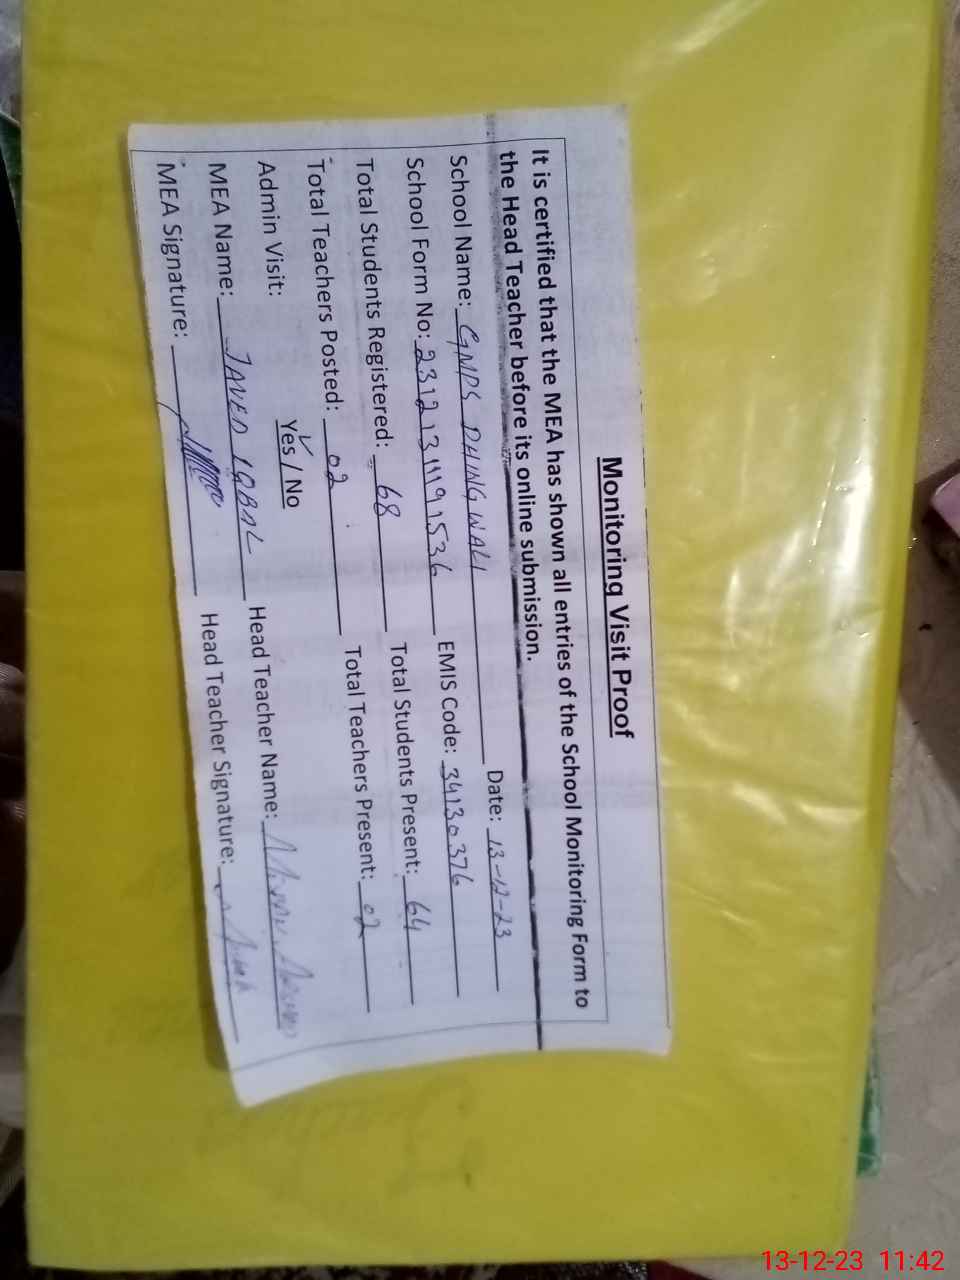 Monitoring Visit Proof
It is certified that the MEA has shown all entries of the School Monitoring Form to
the Head Teacher before its online submission.
Date: 13-12-23
School Name: GMPS DHING WALI
School Form No: EMIS Code: 34130376
Total Students Registered: 68 Total Students Present: 64
Total Teachers Posted: 02 Total Teachers Present: 02
Admin Visit: Yes / No
MEA Name: JAVED IQBAL Head Teacher Name:
MEA Signature: Head Teacher Signature:
13-12-23 11:42